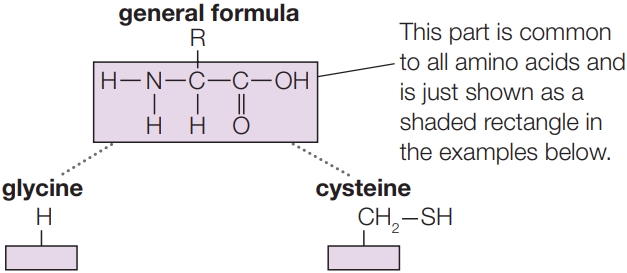 general formula
R
H—N—C—C—OH
H H O
This part is common
to all amino acids and
is just shown as a
shaded rectangle in
the examples below.
glycine
H
cysteine
CH₂—SH